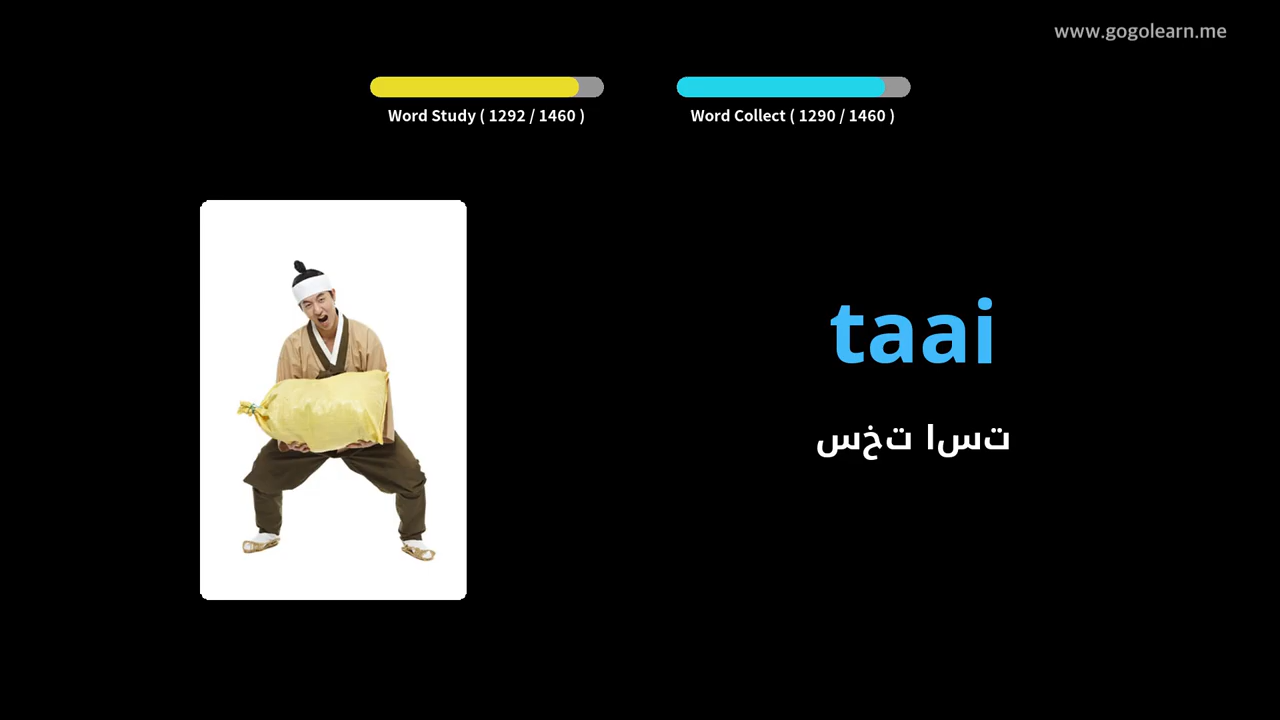 www.gogolearn.me
Word Study ( 1292 / 1460 )
Word Collect ( 1290 / 1460 )
taai
تسا تخس